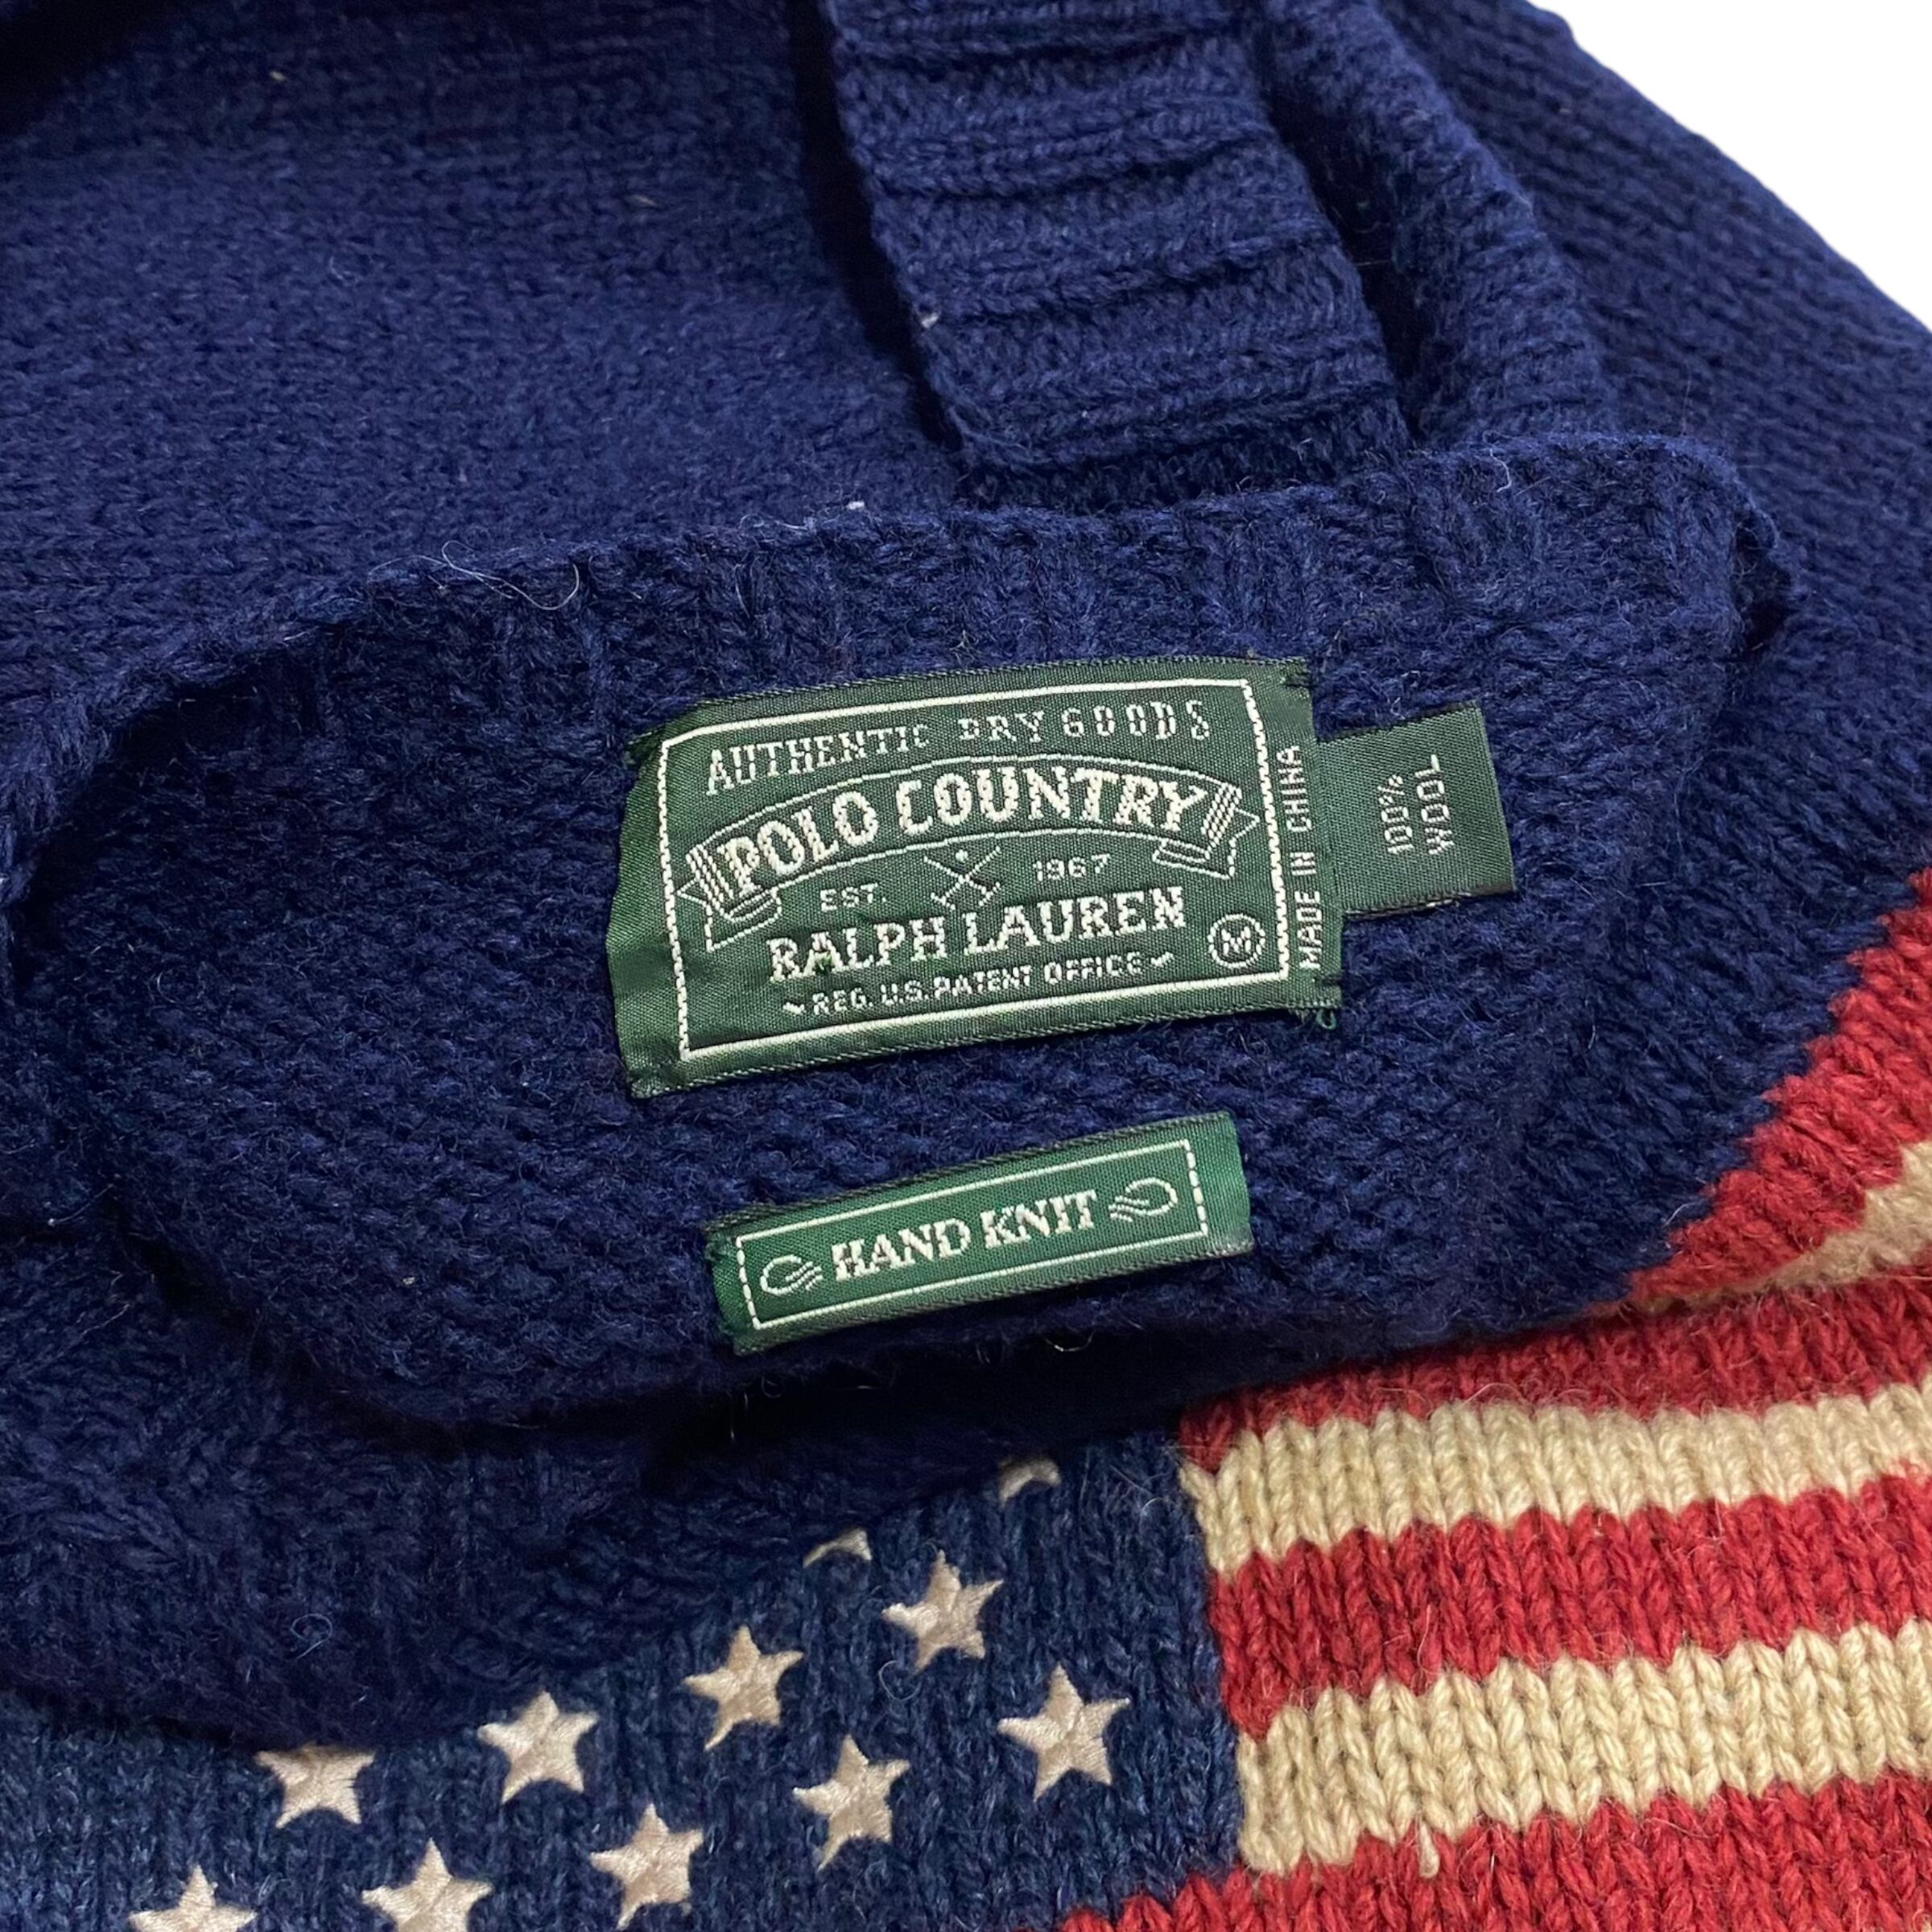 AUTHENTIC DRY GOODS
POLO COUNTRY
EST. 1967
RALPH LAUREN
REG. U.S. PATENT OFFICE
M
MADE IN CHINA
100%
WOOL
HAND KNIT